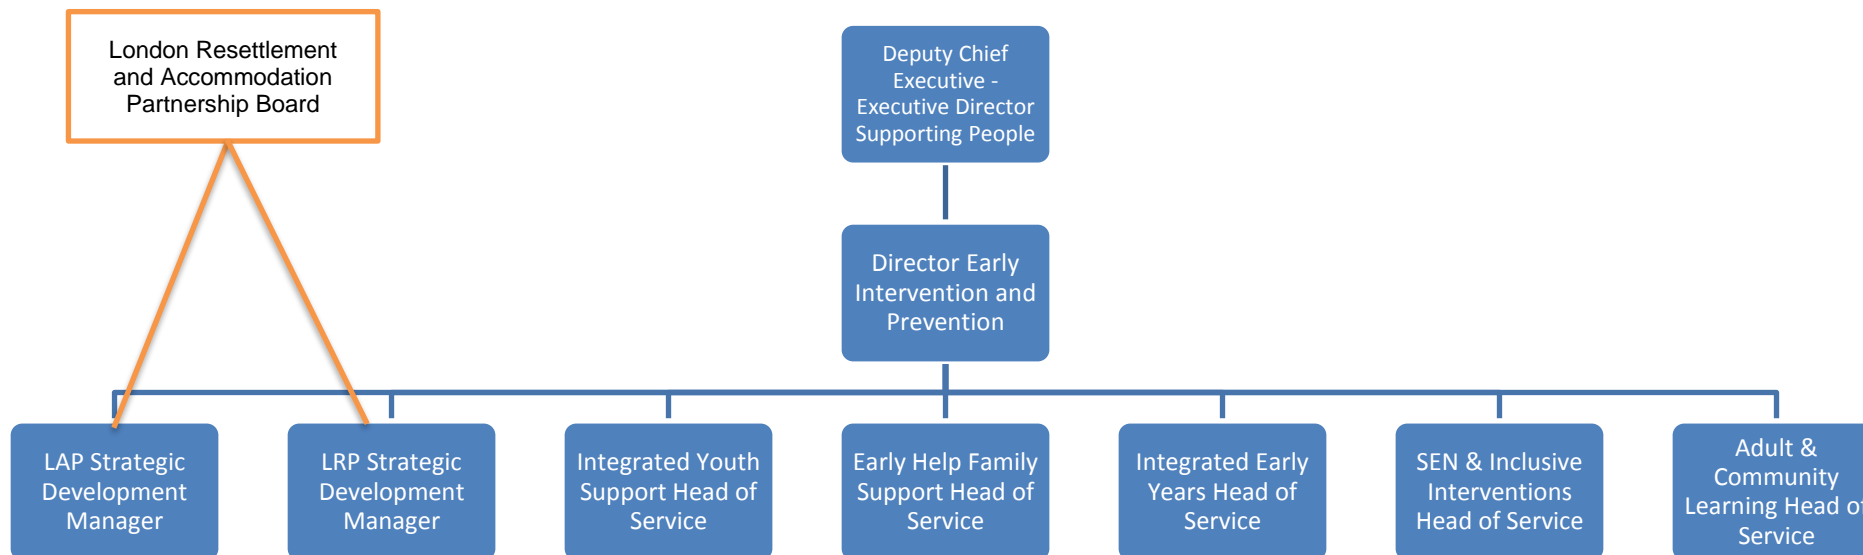 London Resettlement
and Accommodation
Partnership Board
Deputy Chief
Executive -
Executive Director
Supporting People
Director Early
Intervention and
Prevention
LAP Strategic
Development
Manager
LRP Strategic
Development
Manager
Integrated Youth
Support Head of
Service
Early Help Family
Support Head of
Service
Integrated Early
Years Head of
Service
SEN & Inclusive
Interventions
Head of Service
Adult &
Community
Learning Head of
Service